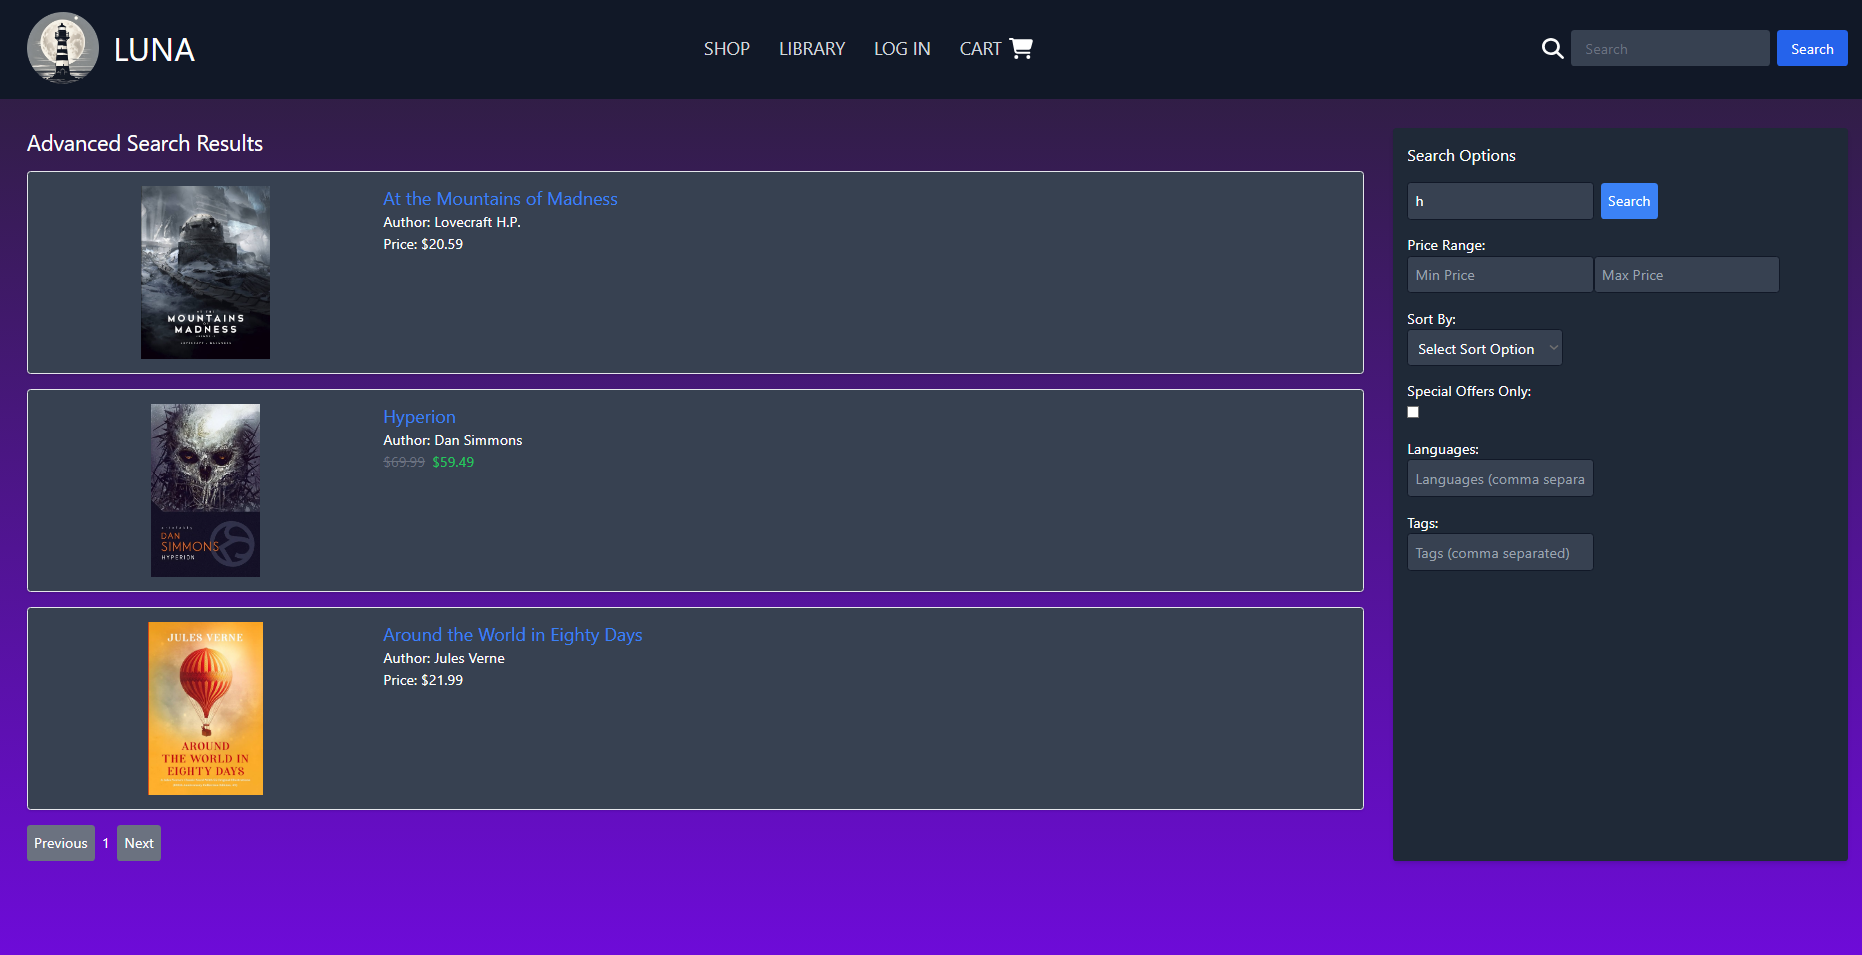 LUNA
SHOP LIBRARY LOG IN CART
Search Search
Advanced Search Results
At the Mountains of Madness
Author: Lovecraft H.P.
Price: $20.59
MOUNTAINS
MADNESS
Hyperion
Author: Dan Simmons
$69.99 $59.49
DAN
SIMMONS
HYPERION
Around the World in Eighty Days
Author: Jules Verne
Price: $21.99
JULES VERNE
AROUND
THE WORLD IN
EIGHTY DAYS
Previous 1 Next
Search Options
h Search
Price Range:
Min Price Max Price
Sort By:
Select Sort Option
Special Offers Only:
Languages:
Languages (comma separa
Tags:
Tags (comma separated)